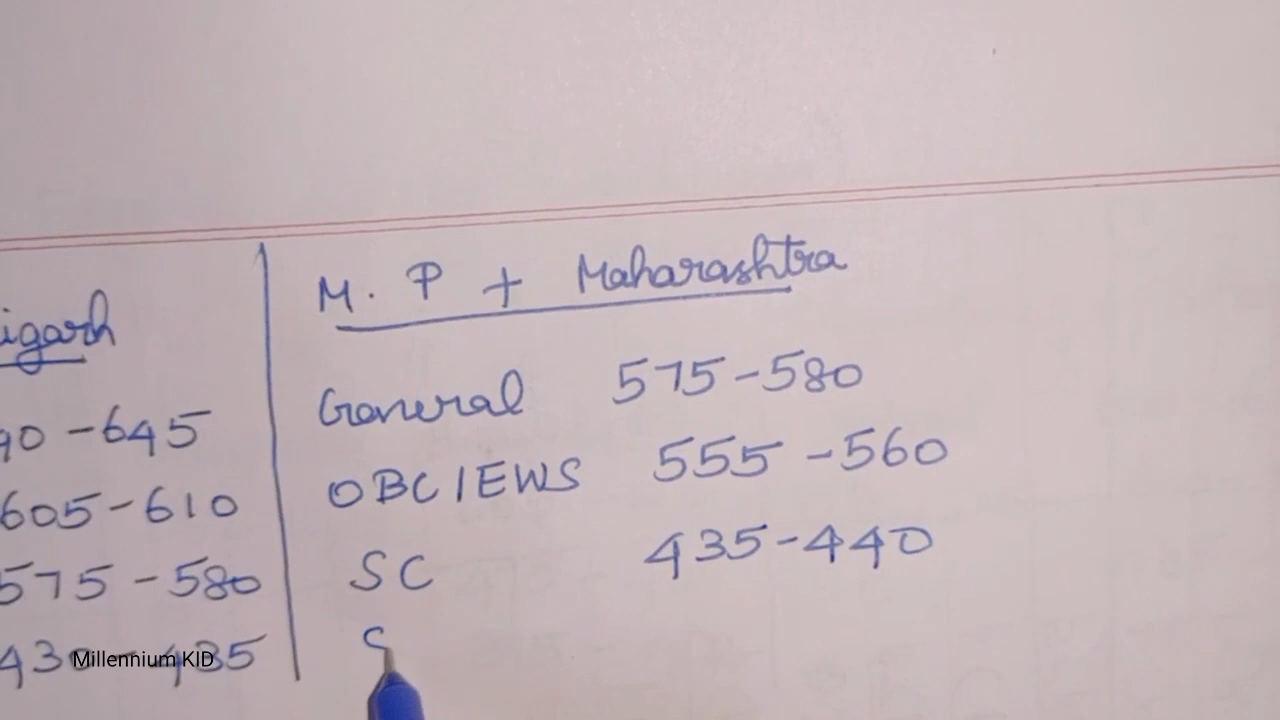 M. P + Maharashtra
General 575-580
OBC/EWS 555-560
SC 435-440
S
igarh
90-645
605-610
575-580
430-435
Millennium KID